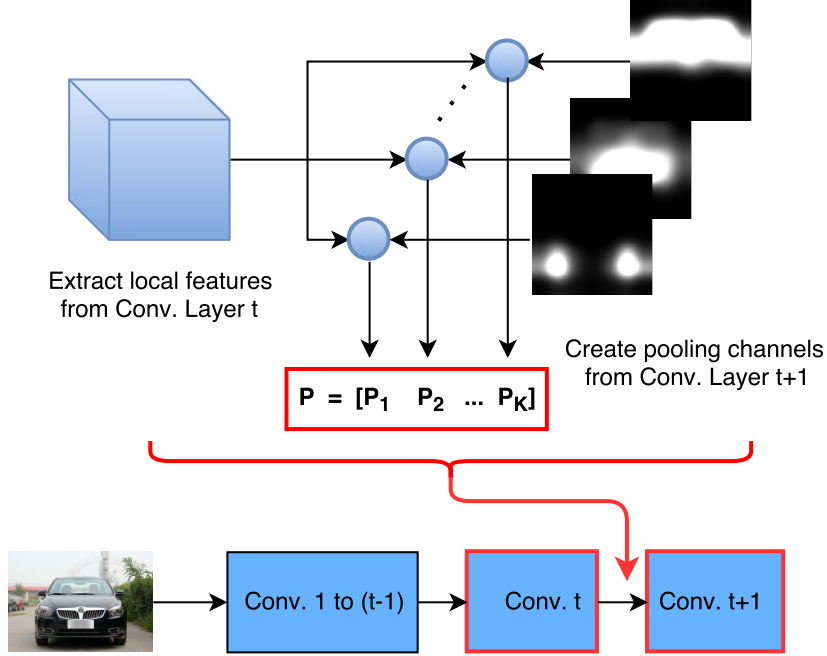 Extract local features
from Conv. Layer t
Create pooling channels
from Conv. Layer t+1
P = [P1 P2 ... PK]
Conv. 1 to (t-1)
Conv. t
Conv. t+1